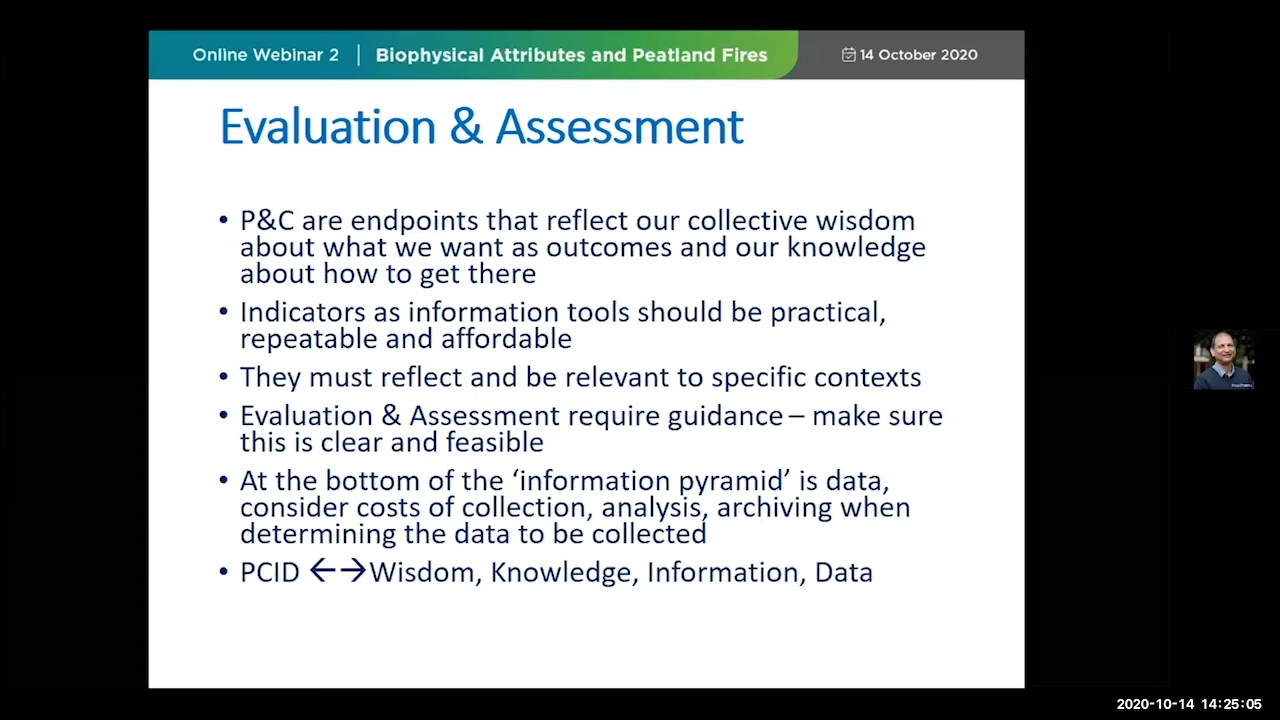 Online Webinar 2 | Biophysical Attributes and Peatland Fires
14 October 2020
Evaluation & Assessment
• P&C are endpoints that reflect our collective wisdom
about what we want as outcomes and our knowledge
about how to get there
• Indicators as information tools should be practical,
repeatable and affordable
• They must reflect and be relevant to specific contexts
• Evaluation & Assessment require guidance – make sure
this is clear and feasible
• At the bottom of the ‘information pyramid’ is data,
consider costs of collection, analysis, archiving when
determining the data to be collected
• PCID ←→Wisdom, Knowledge, Information, Data
2020-10-14 14:25:05